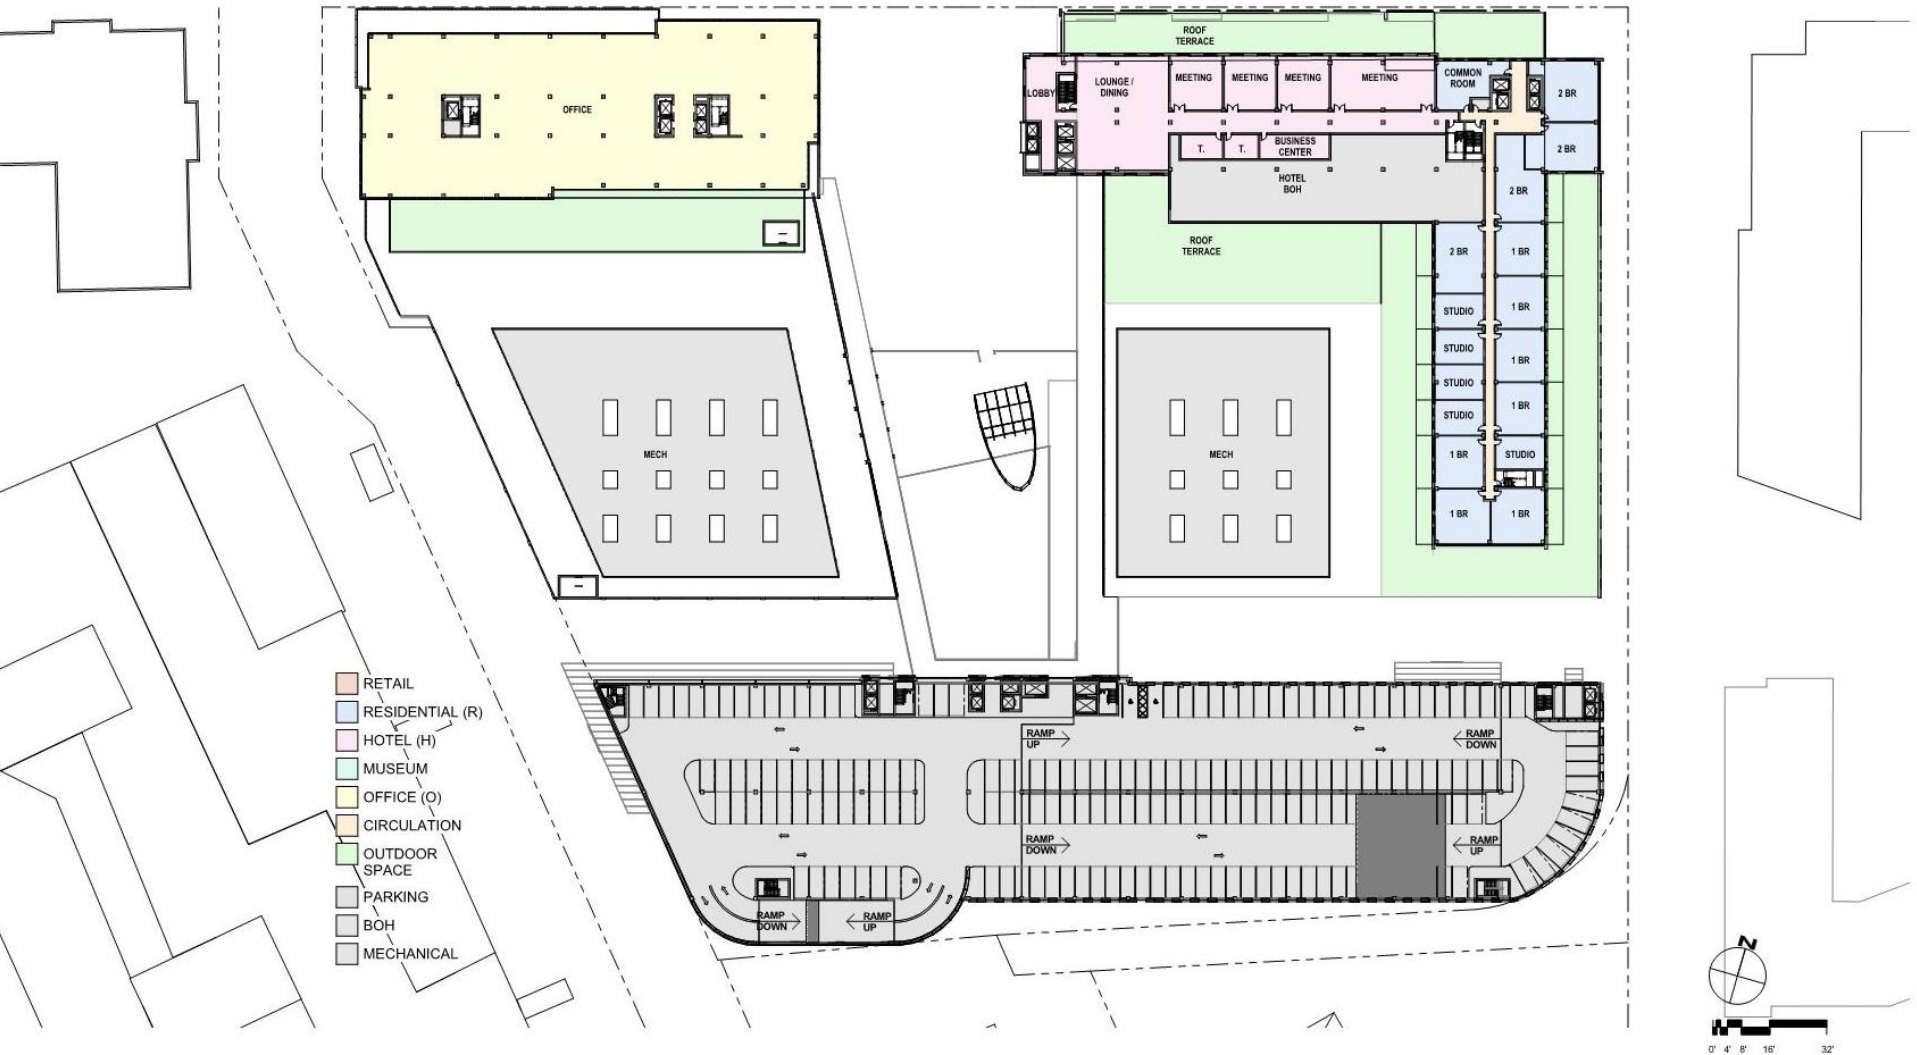 ROOF
TERRACE
OFFICE
LOBBY
LOUNGE /
DINING
MEETING
MEETING
MEETING
MEETING
COMMON
ROOM
2 BR
2 BR
T.
T.
BUSINESS
CENTER
HOTEL
BOH
2 BR
ROOF
TERRACE
2 BR
1 BR
STUDIO
1 BR
STUDIO
1 BR
STUDIO
STUDIO
1 BR
MECH
MECH
1 BR
STUDIO
1 BR
1 BR
RETAIL
RESIDENTIAL (R)
HOTEL (H)
MUSEUM
OFFICE (O)
CIRCULATION
OUTDOOR
SPACE
PARKING
BOH
MECHANICAL
RAMP
UP
RAMP
DOWN
RAMP
DOWN
RAMP
UP
RAMP
DOWN
RAMP
UP
N
0' 4' 8' 16' 32'